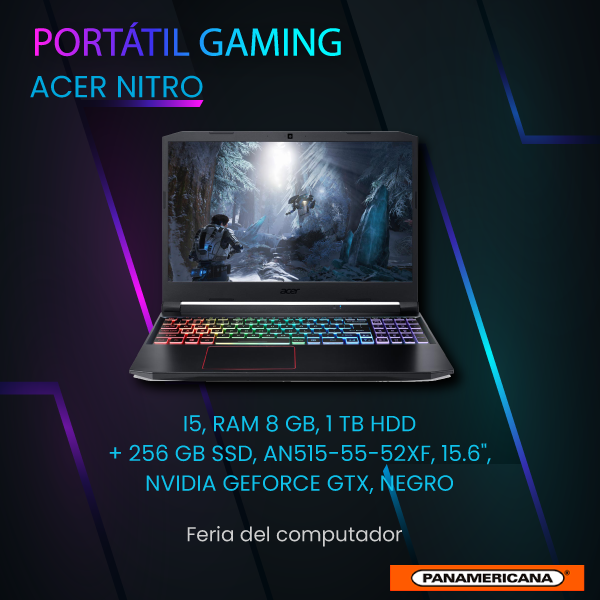 PORTÁTIL GAMING
ACER NITRO
acer
I5, RAM 8 GB, 1 TB HDD
+ 256 GB SSD, AN515-55-52XF, 15.6",
NVIDIA GEFORCE GTX, NEGRO
Feria del computador
PANAMERICANA®